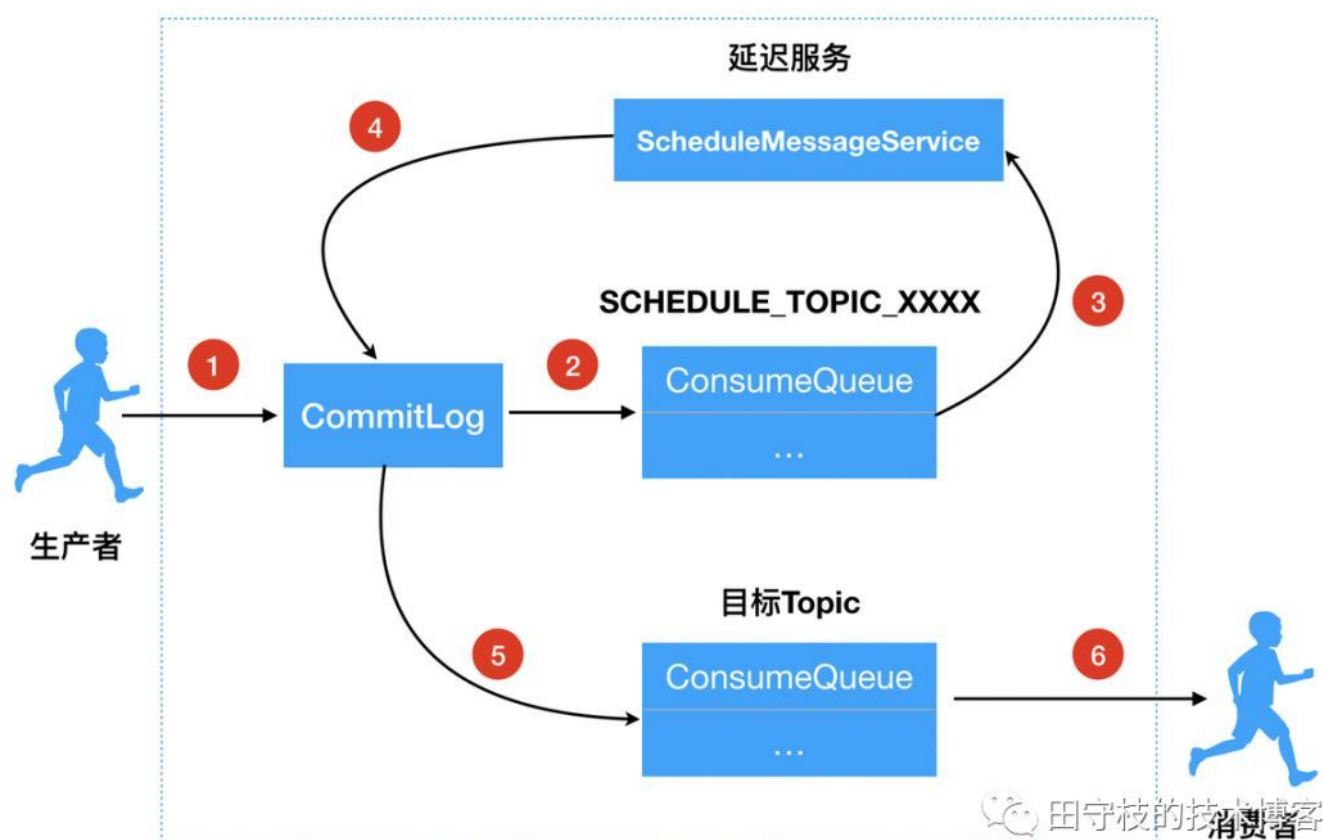 延迟服务
4
ScheduleMessageService
SCHEDULE_TOPIC_XXXX
3
1
2
ConsumeQueue
CommitLog
...
生产者
目标Topic
5
ConsumeQueue
6
...
田守枝的技术博客
消费者